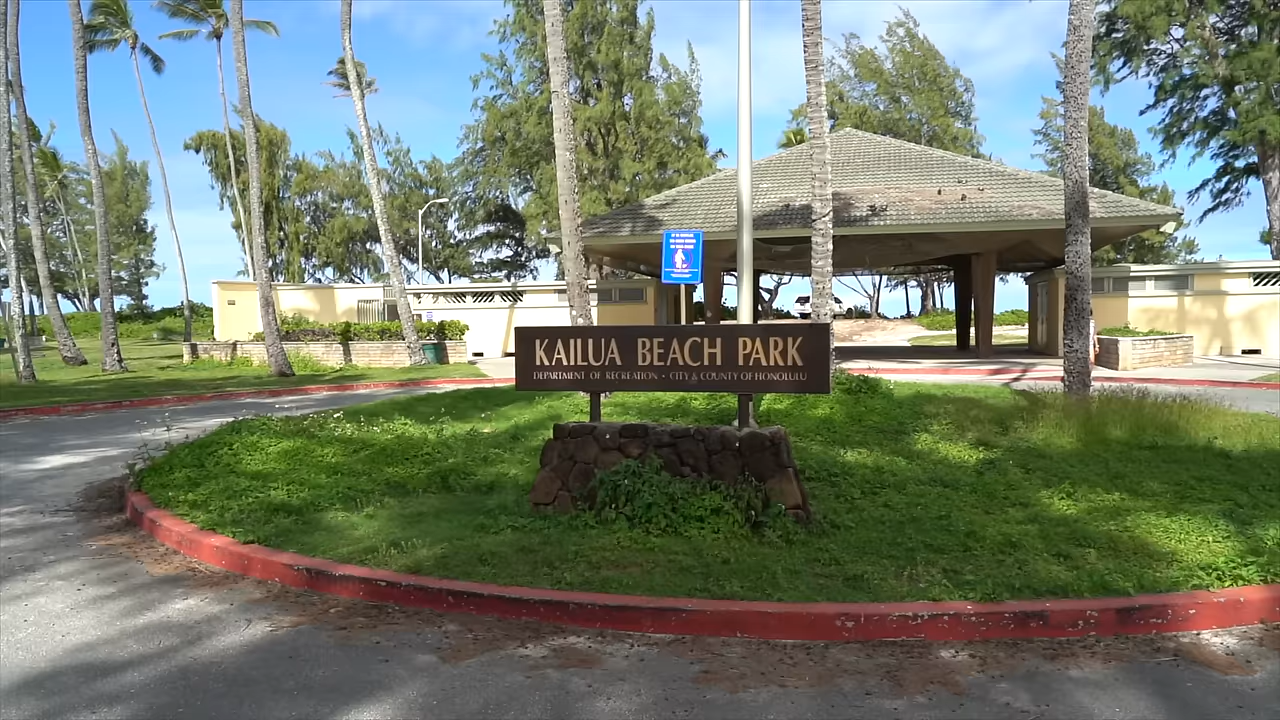 KAILUA BEACH PARK
DEPARTMENT OF RECREATION • CITY & COUNTY OF HONOLULU